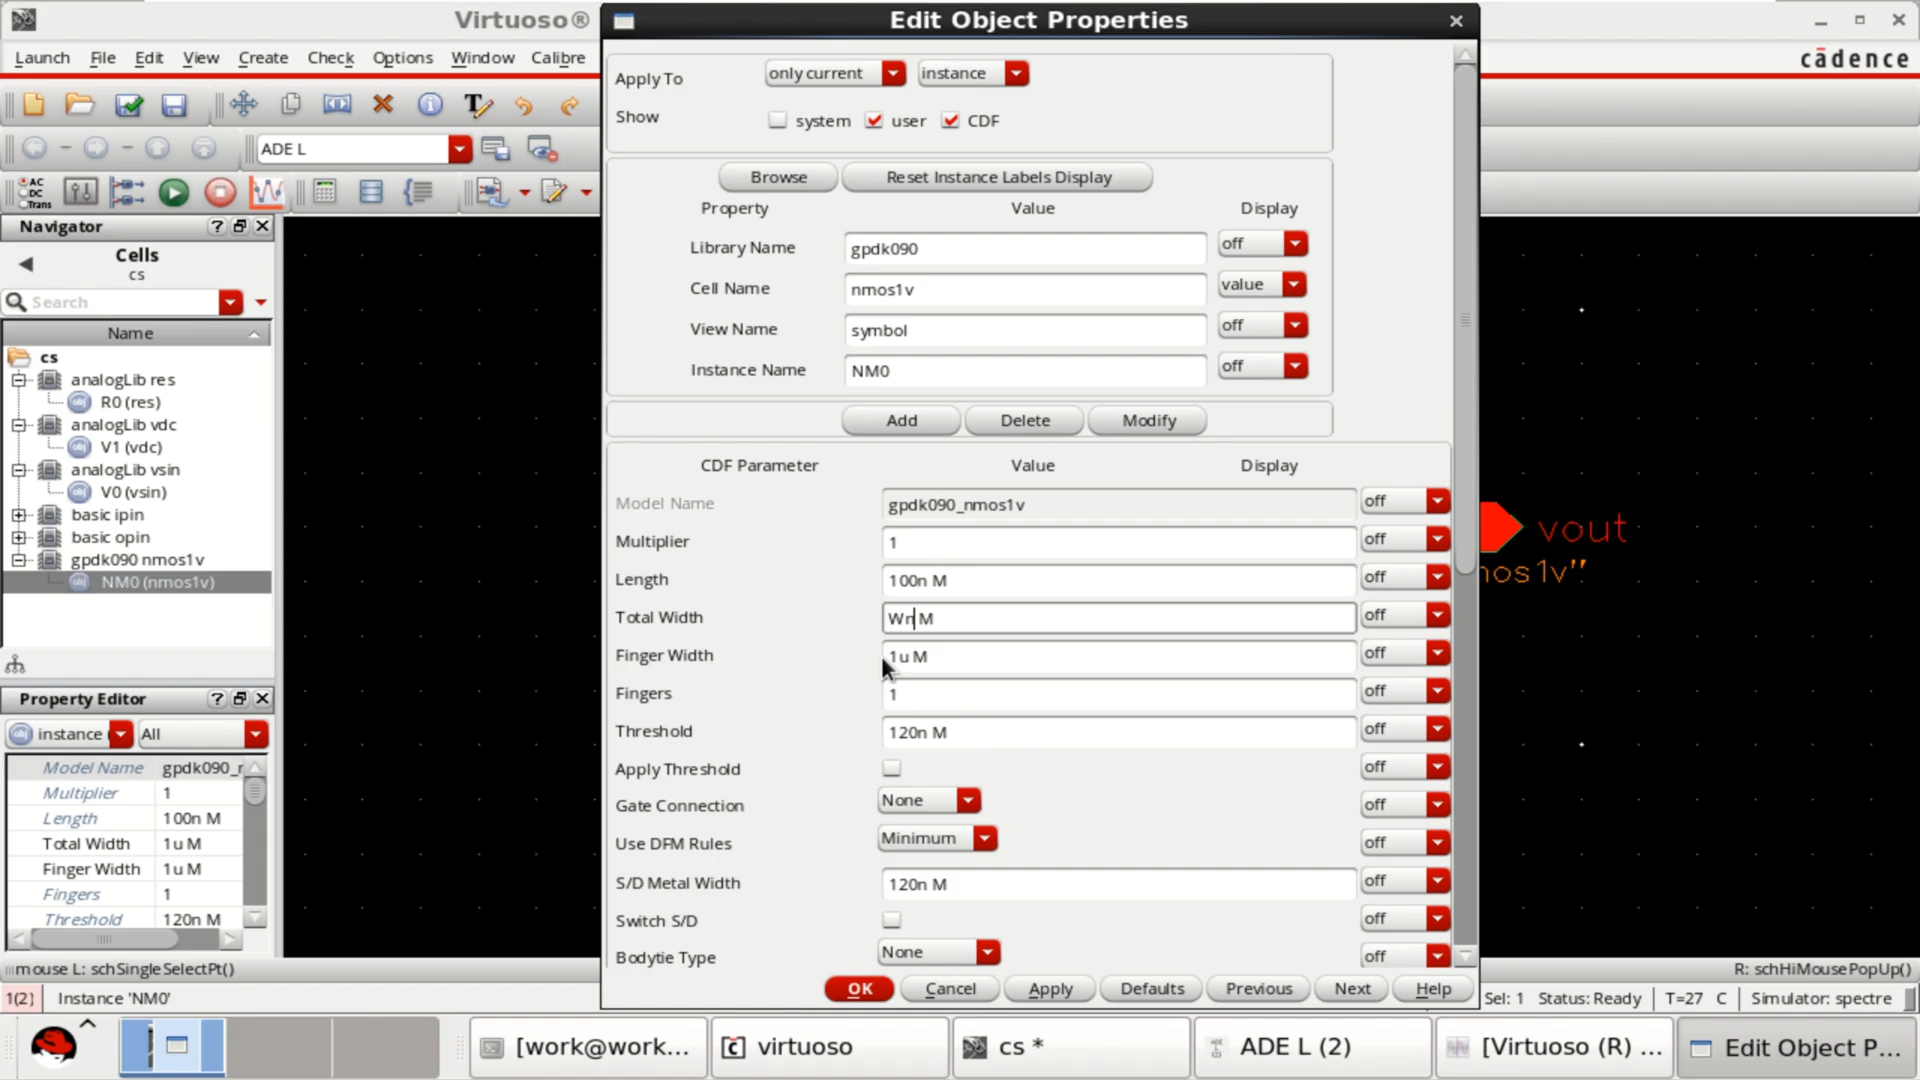 Virtuoso®
Edit Object Properties
Launch File Edit View Create Check Options Window Calibre
cādence
Apply To only current instance
Show system user CDF
ADE L
AC
DC
Trans
Browse Reset Instance Labels Display
Property Value Display
Library Name gpdk090 off
Cell Name nmos1v value
View Name symbol off
Instance Name NM0 off
Add Delete Modify
CDF Parameter Value Display
Model Name gpdk090_nmos1v off
Multiplier 1 off
Length 100n M off
Total Width Wn M off
Finger Width 1u M off
Fingers 1 off
Threshold 120n M off
Apply Threshold off
Gate Connection None off
Use DFM Rules Minimum off
S/D Metal Width 120n M off
Switch S/D off
Bodytie Type None off
OK Cancel Apply Defaults Previous Next Help
Navigator ?
Cells
cs
Search
Name
cs
analogLib res
R0 (res)
analogLib vdc
V1 (vdc)
analogLib vsin
V0 (vsin)
basic ipin
basic opin
gpdk090 nmos1v
NM0 (nmos1v)
Property Editor ?
instance All
Model Name gpdk090_r
Multiplier 1
Length 100n M
Total Width 1u M
Finger Width 1u M
Fingers 1
Threshold 120n M
vout
nos1v"
mouse L: schSingleSelectPt()
R: schHiMousePopUp()
1(2) Instance 'NM0'
Sel: 1 Status: Ready T=27 C Simulator: spectre
[work@work... virtuoso cs * ADE L (2) [Virtuoso (R) ... Edit Object P...